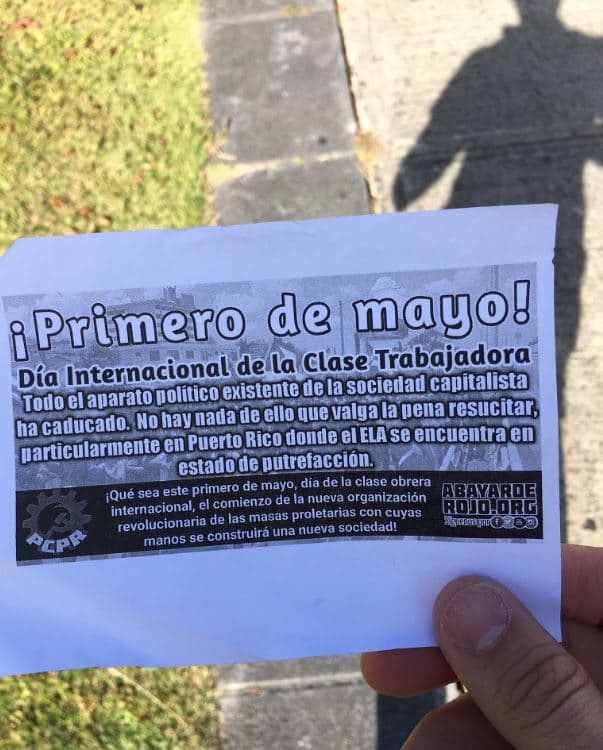 ¡Primero de mayo!
Día Internacional de la Clase Trabajadora
Todo el aparato político existente de la sociedad capitalista
ha caducado. No hay nada de ello que valga la pena resucitar,
particularmente en Puerto Rico donde el ELA se encuentra en
estado de putrefacción.
¡Qué sea este primero de mayo, día de la clase obrera
internacional, el comienzo de la nueva organización
revolucionaria de las masas proletarias con cuyas
manos se construirá una nueva sociedad!
PCPR
ABAYARDE
ROJO.ORG
Síguenos por